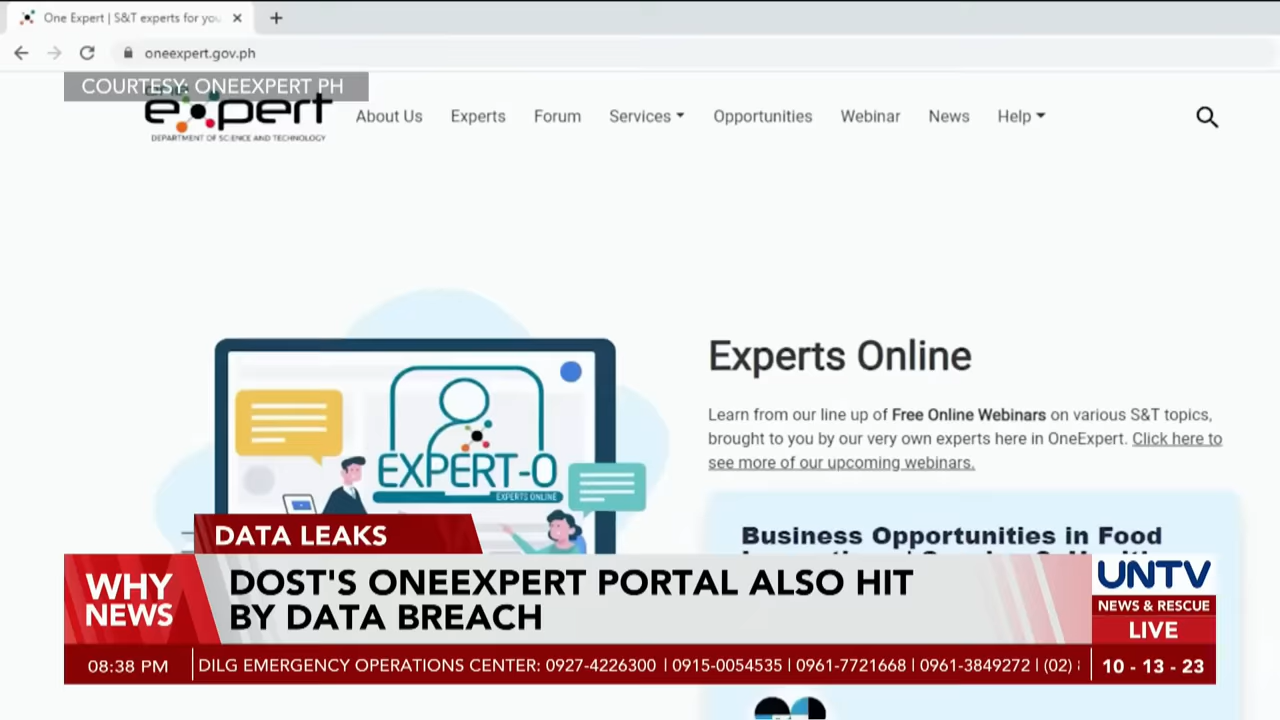 One Expert | S&T experts for you
oneexpert.gov.ph
COURTESY: ONEEXPERT PH
expert
DEPARTMENT OF SCIENCE AND TECHNOLOGY
About Us Experts Forum Services Opportunities Webinar News Help
Experts Online
Learn from our line up of Free Online Webinars on various S&T topics,
brought to you by our very own experts here in OneExpert. Click here to
see more of our upcoming webinars.
EXPERT-O
EXPERTS ONLINE
Business Opportunities in Food
DATA LEAKS
WHY
NEWS
DOST'S ONEEXPERT PORTAL ALSO HIT
BY DATA BREACH
UNTV
NEWS & RESCUE
LIVE
08:38 PM
DILG EMERGENCY OPERATIONS CENTER: 0927-4226300 | 0915-0054535 | 0961-7721668 | 0961-3849272 | (02)
10 - 13 - 23